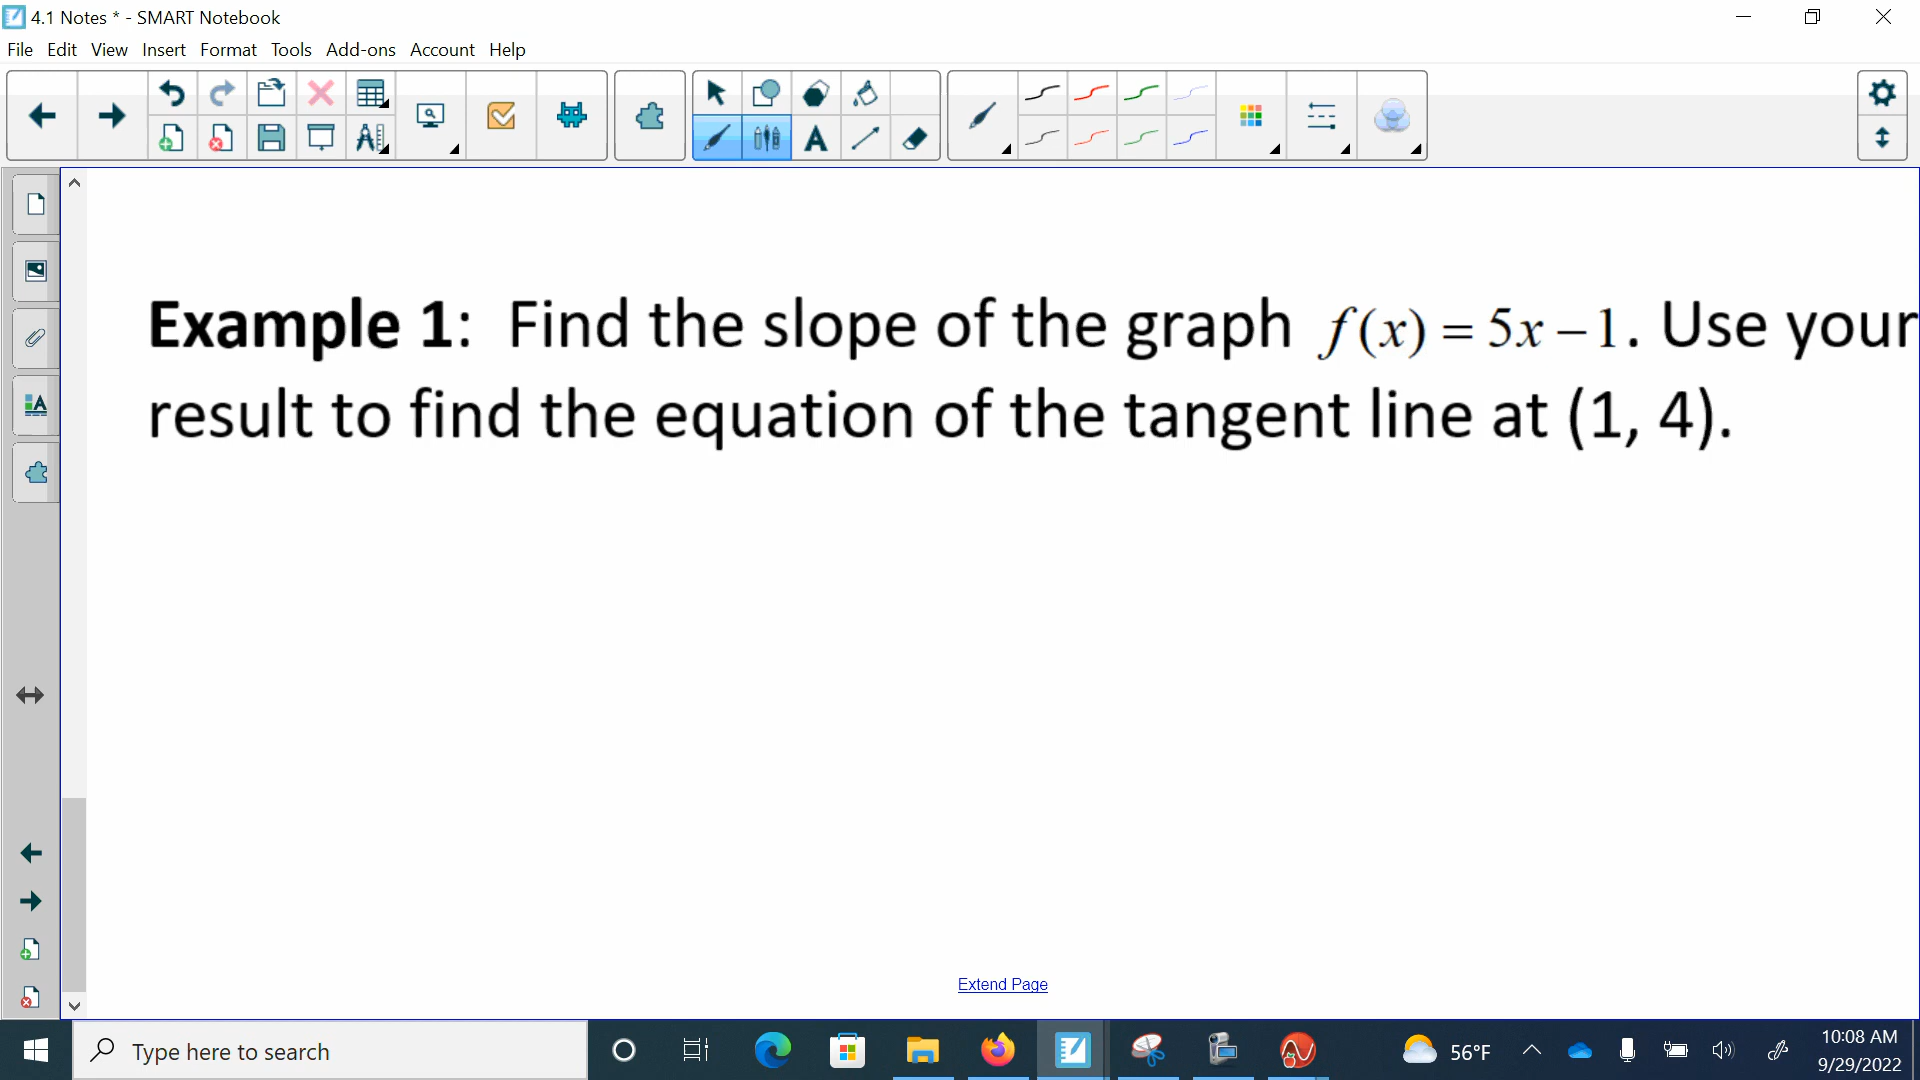 4.1 Notes * - SMART Notebook
File Edit View Insert Format Tools Add-ons Account Help
Example 1: Find the slope of the graph f(x) = 5x – 1. Use your
result to find the equation of the tangent line at (1, 4).
Extend Page
Type here to search
56°F
10:08 AM
9/29/2022